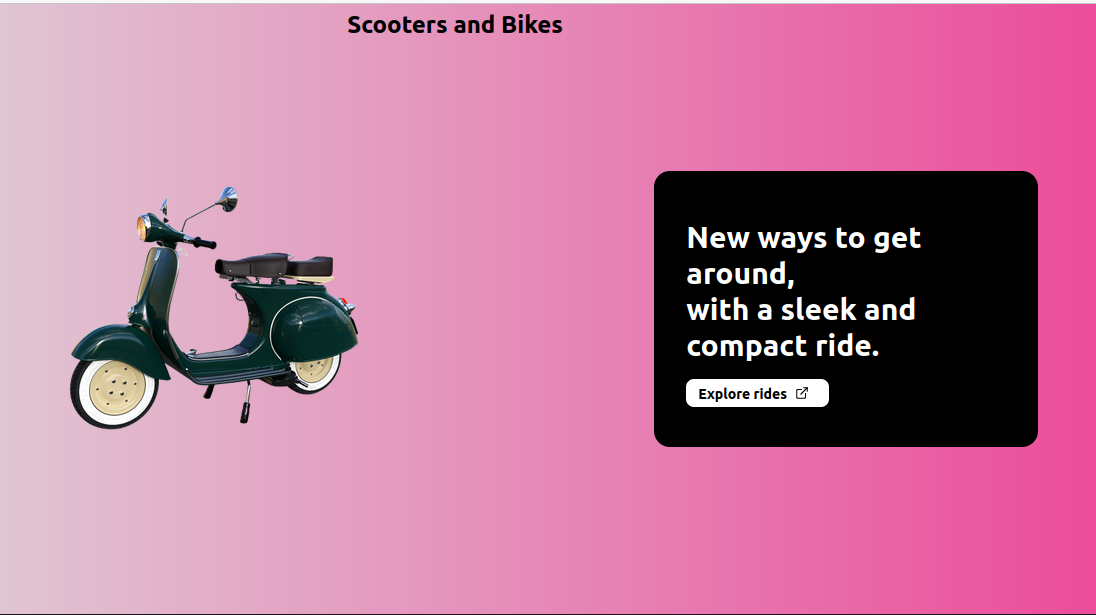 Scooters and Bikes
New ways to get
around,
with a sleek and
compact ride.
Explore rides